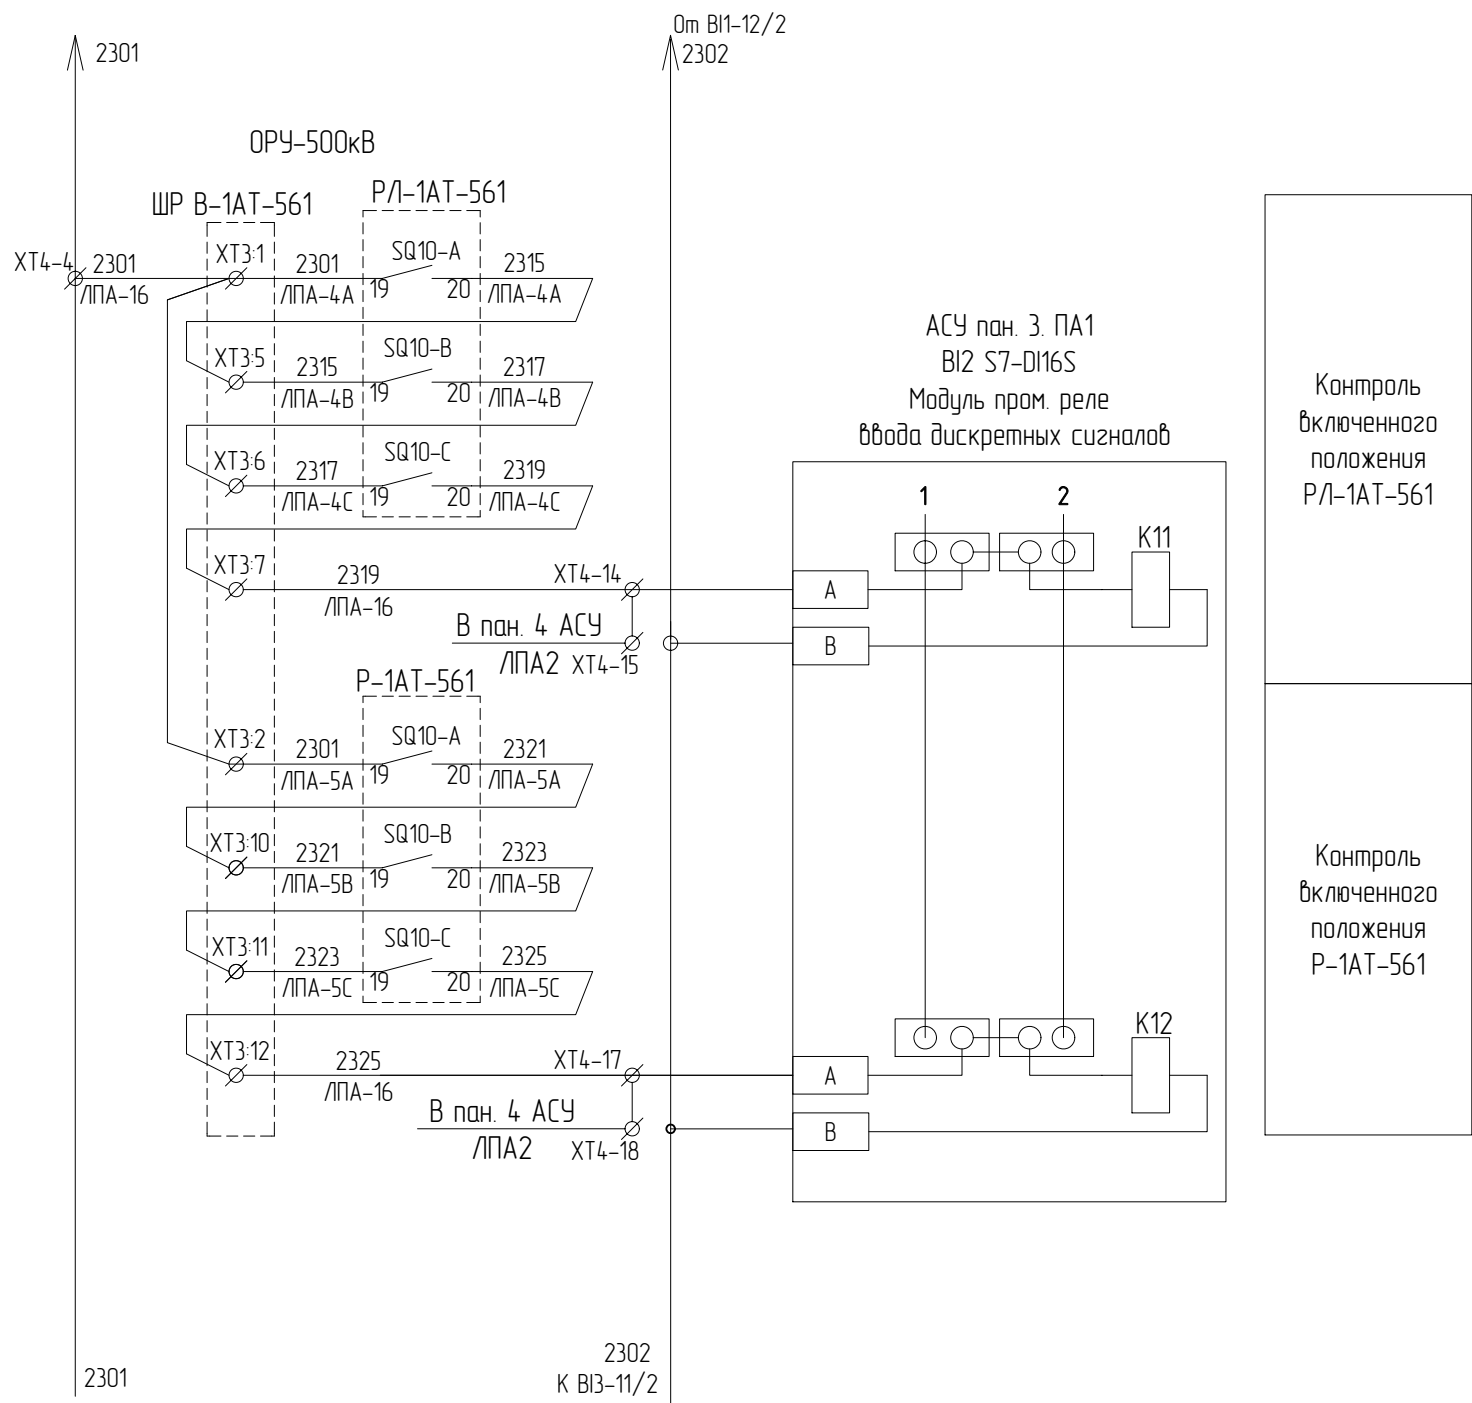 От BI1-12/2
2301
2302
ОРУ-500кВ
ШР В-1АТ-561
РЛ-1АТ-561
XT4-4
2301
ЛПА-16
XT3:1
2301
ЛПА-4А
SQ10-A
19
20
2315
ЛПА-4А
XT3:5
2315
ЛПА-4В
SQ10-B
19
20
2317
ЛПА-4В
XT3:6
2317
ЛПА-4С
SQ10-C
19
20
2319
ЛПА-4С
XT3:7
2319
ЛПА-16
XT4-14
В пан. 4 АСУ
ЛПА2
XT4-15
Р-1АТ-561
XT3:2
2301
ЛПА-5А
SQ10-A
19
20
2321
ЛПА-5А
XT3:10
2321
ЛПА-5В
SQ10-B
19
20
2323
ЛПА-5В
XT3:11
2323
ЛПА-5С
SQ10-C
19
20
2325
ЛПА-5С
XT3:12
2325
ЛПА-16
XT4-17
В пан. 4 АСУ
ЛПА2
XT4-18
2301
2302
К BI3-11/2
АСУ пан. 3. ПА1
BI2 S7-DI16S
Модуль пром. реле
ввода дискретных сигналов
1
2
K11
A
B
K12
A
B
Контроль
включенного
положения
РЛ-1АТ-561
Контроль
включенного
положения
Р-1АТ-561